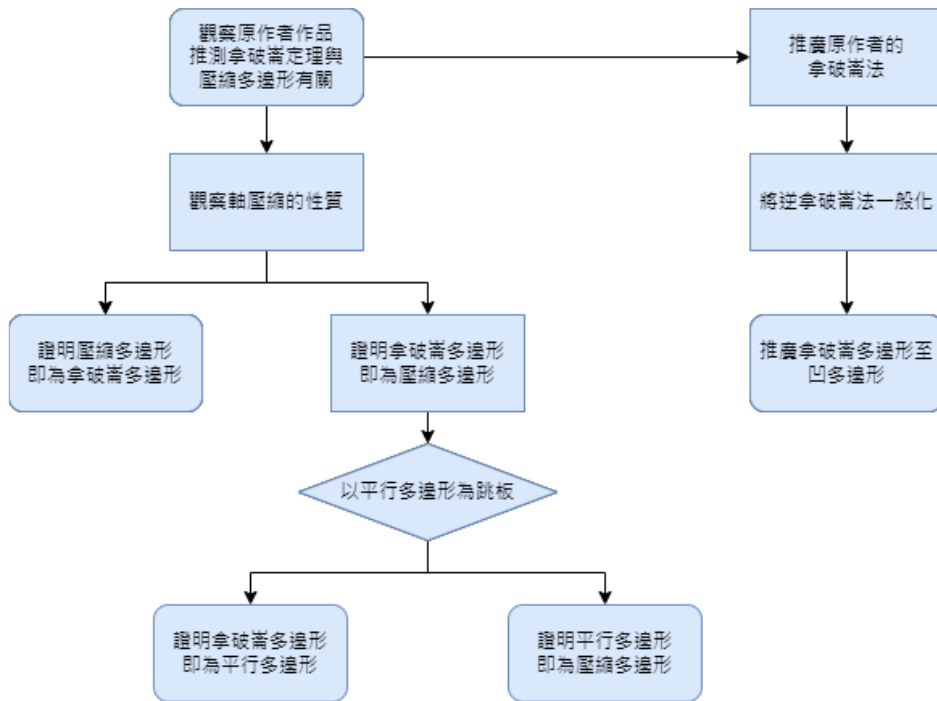 觀察原作者作品
推測拿破崙定理與
壓縮多邊形有關
推廣原作者的
拿破崙法
觀察軸壓縮的性質
將逆拿破崙法一般化
證明壓縮多邊形
即為拿破崙多邊形
證明拿破崙多邊形
即為壓縮多邊形
推廣拿破崙多邊形至
凹多邊形
以平行多邊形為跳板
證明拿破崙多邊形
即為平行多邊形
證明平行多邊形
即為壓縮多邊形